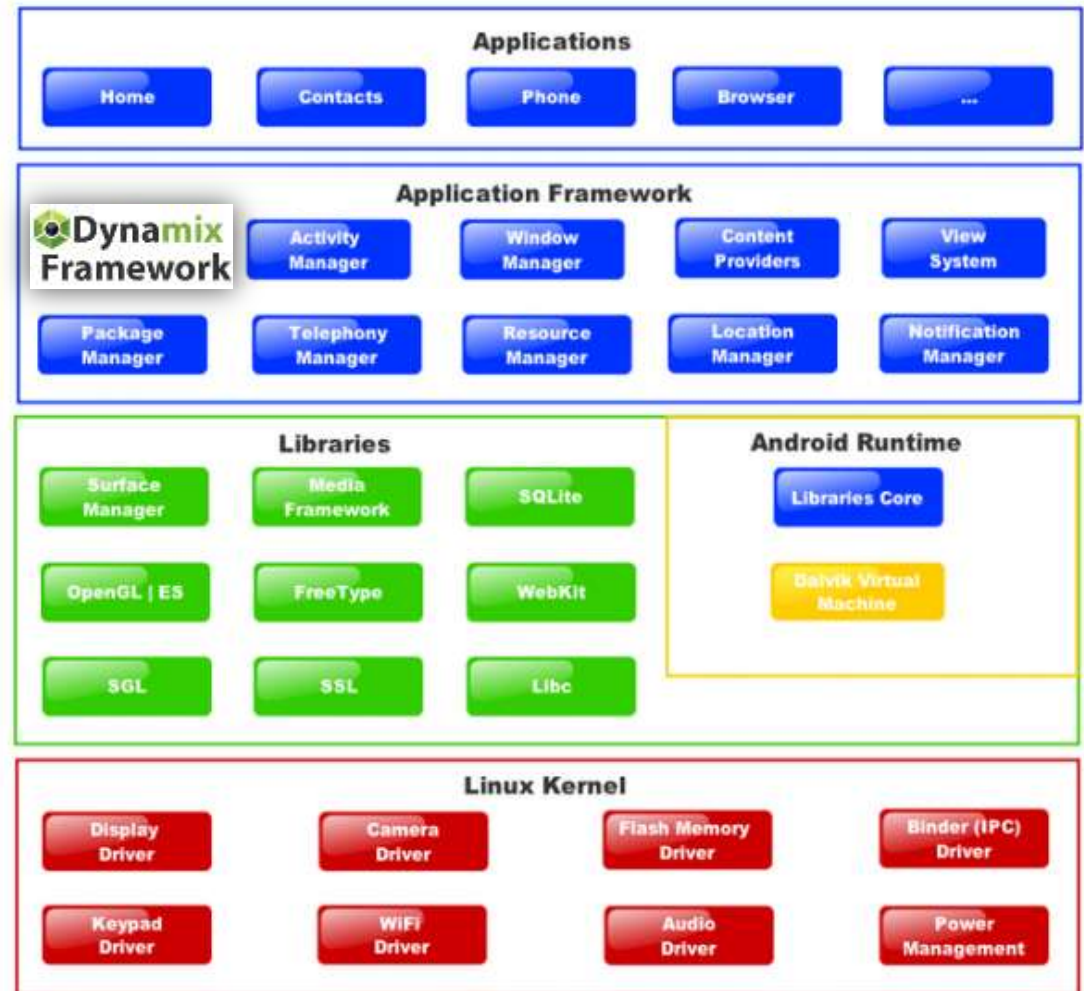 Applications
Home
Contacts
Phone
Browser
...
Application Framework
Dynamix
Framework
Activity
Manager
Window
Manager
Content
Providers
View
System
Package
Manager
Telephony
Manager
Resource
Manager
Location
Manager
Notification
Manager
Libraries
Surface
Manager
Media
Framework
SQLite
OpenGL | ES
FreeType
WebKit
SGL
SSL
Libc
Android Runtime
Libraries Core
Dalvik Virtual
Machine
Linux Kernel
Display
Driver
Camera
Driver
Flash Memory
Driver
Binder (IPC)
Driver
Keypad
Driver
WiFi
Driver
Audio
Driver
Power
Management